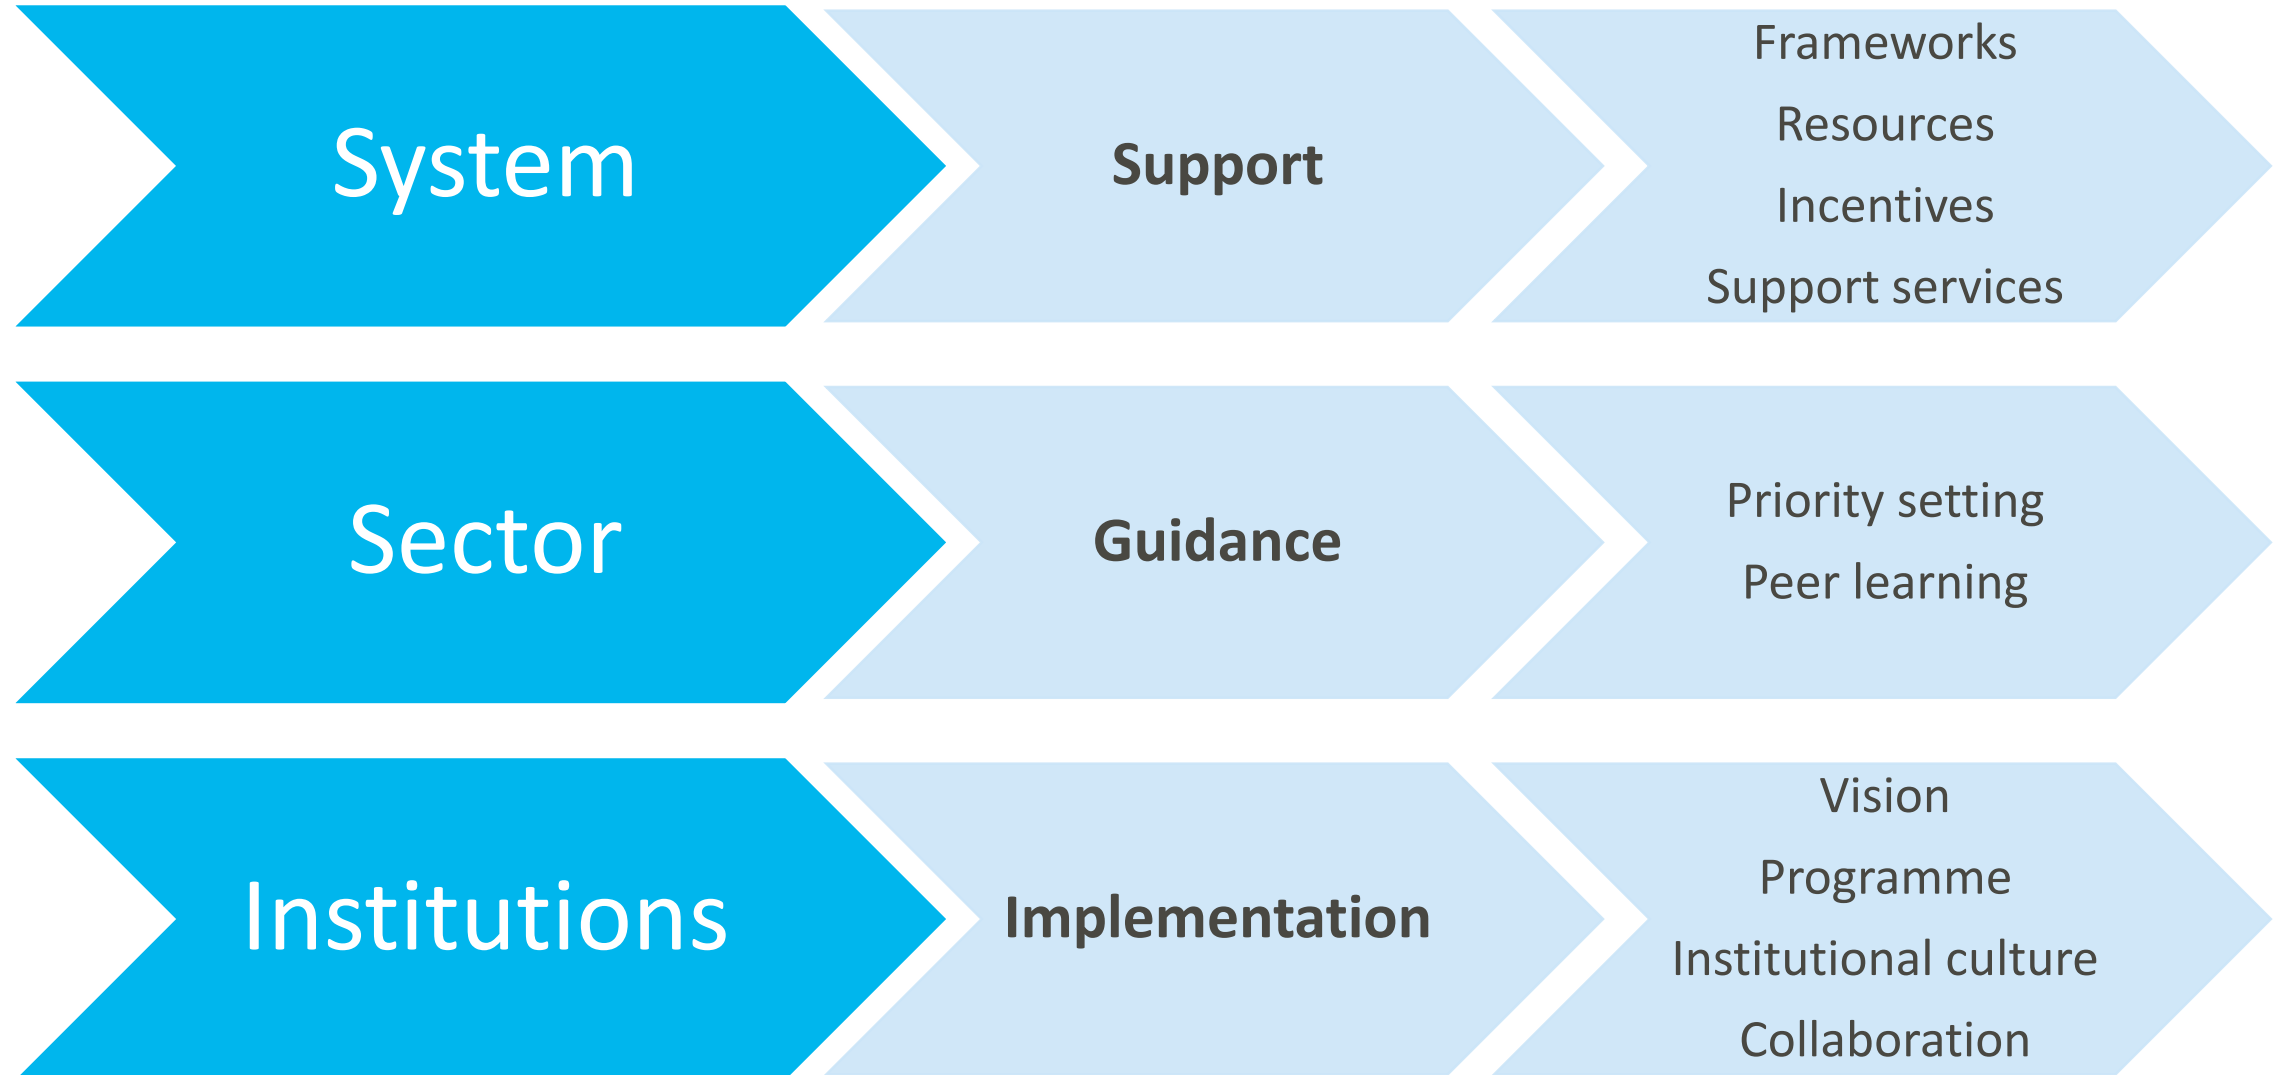 System
Support
Frameworks
Resources
Incentives
Support services
Sector
Guidance
Priority setting
Peer learning
Institutions
Implementation
Vision
Programme
Institutional culture
Collaboration